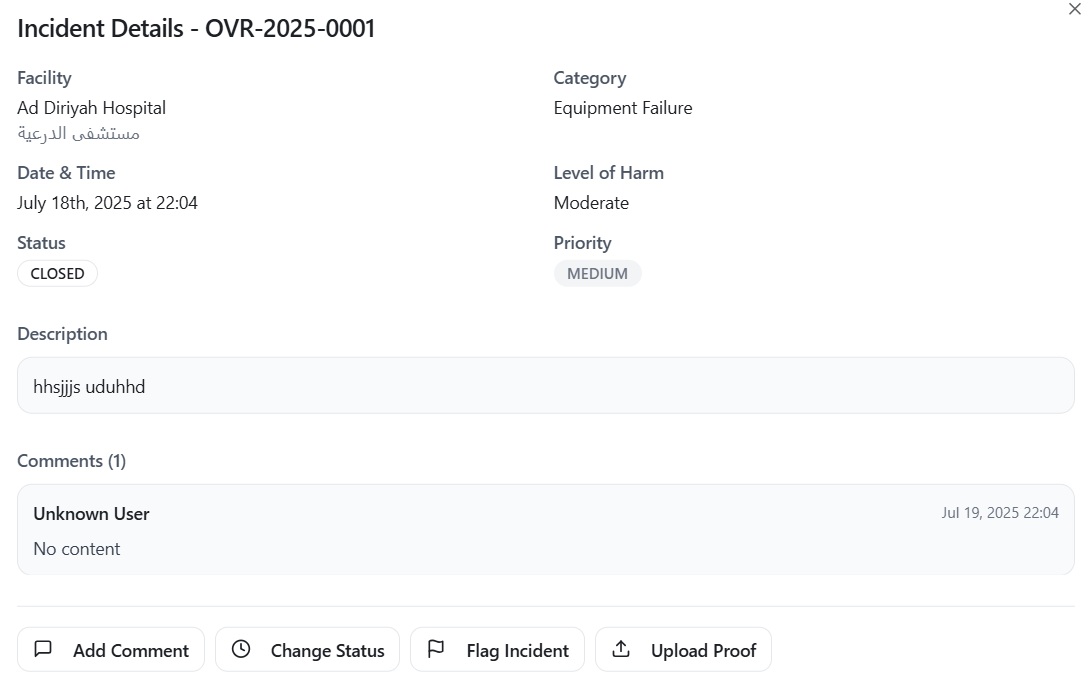 Incident Details - OVR-2025-0001
Facility
Ad Diriyah Hospital
مستشفى الدرعية
Category
Equipment Failure
Date & Time
July 18th, 2025 at 22:04
Level of Harm
Moderate
Status
CLOSED
Priority
MEDIUM
Description
hhsjjjs uduhhd
Comments (1)
Unknown User
Jul 19, 2025 22:04
No content
Add Comment
Change Status
Flag Incident
Upload Proof